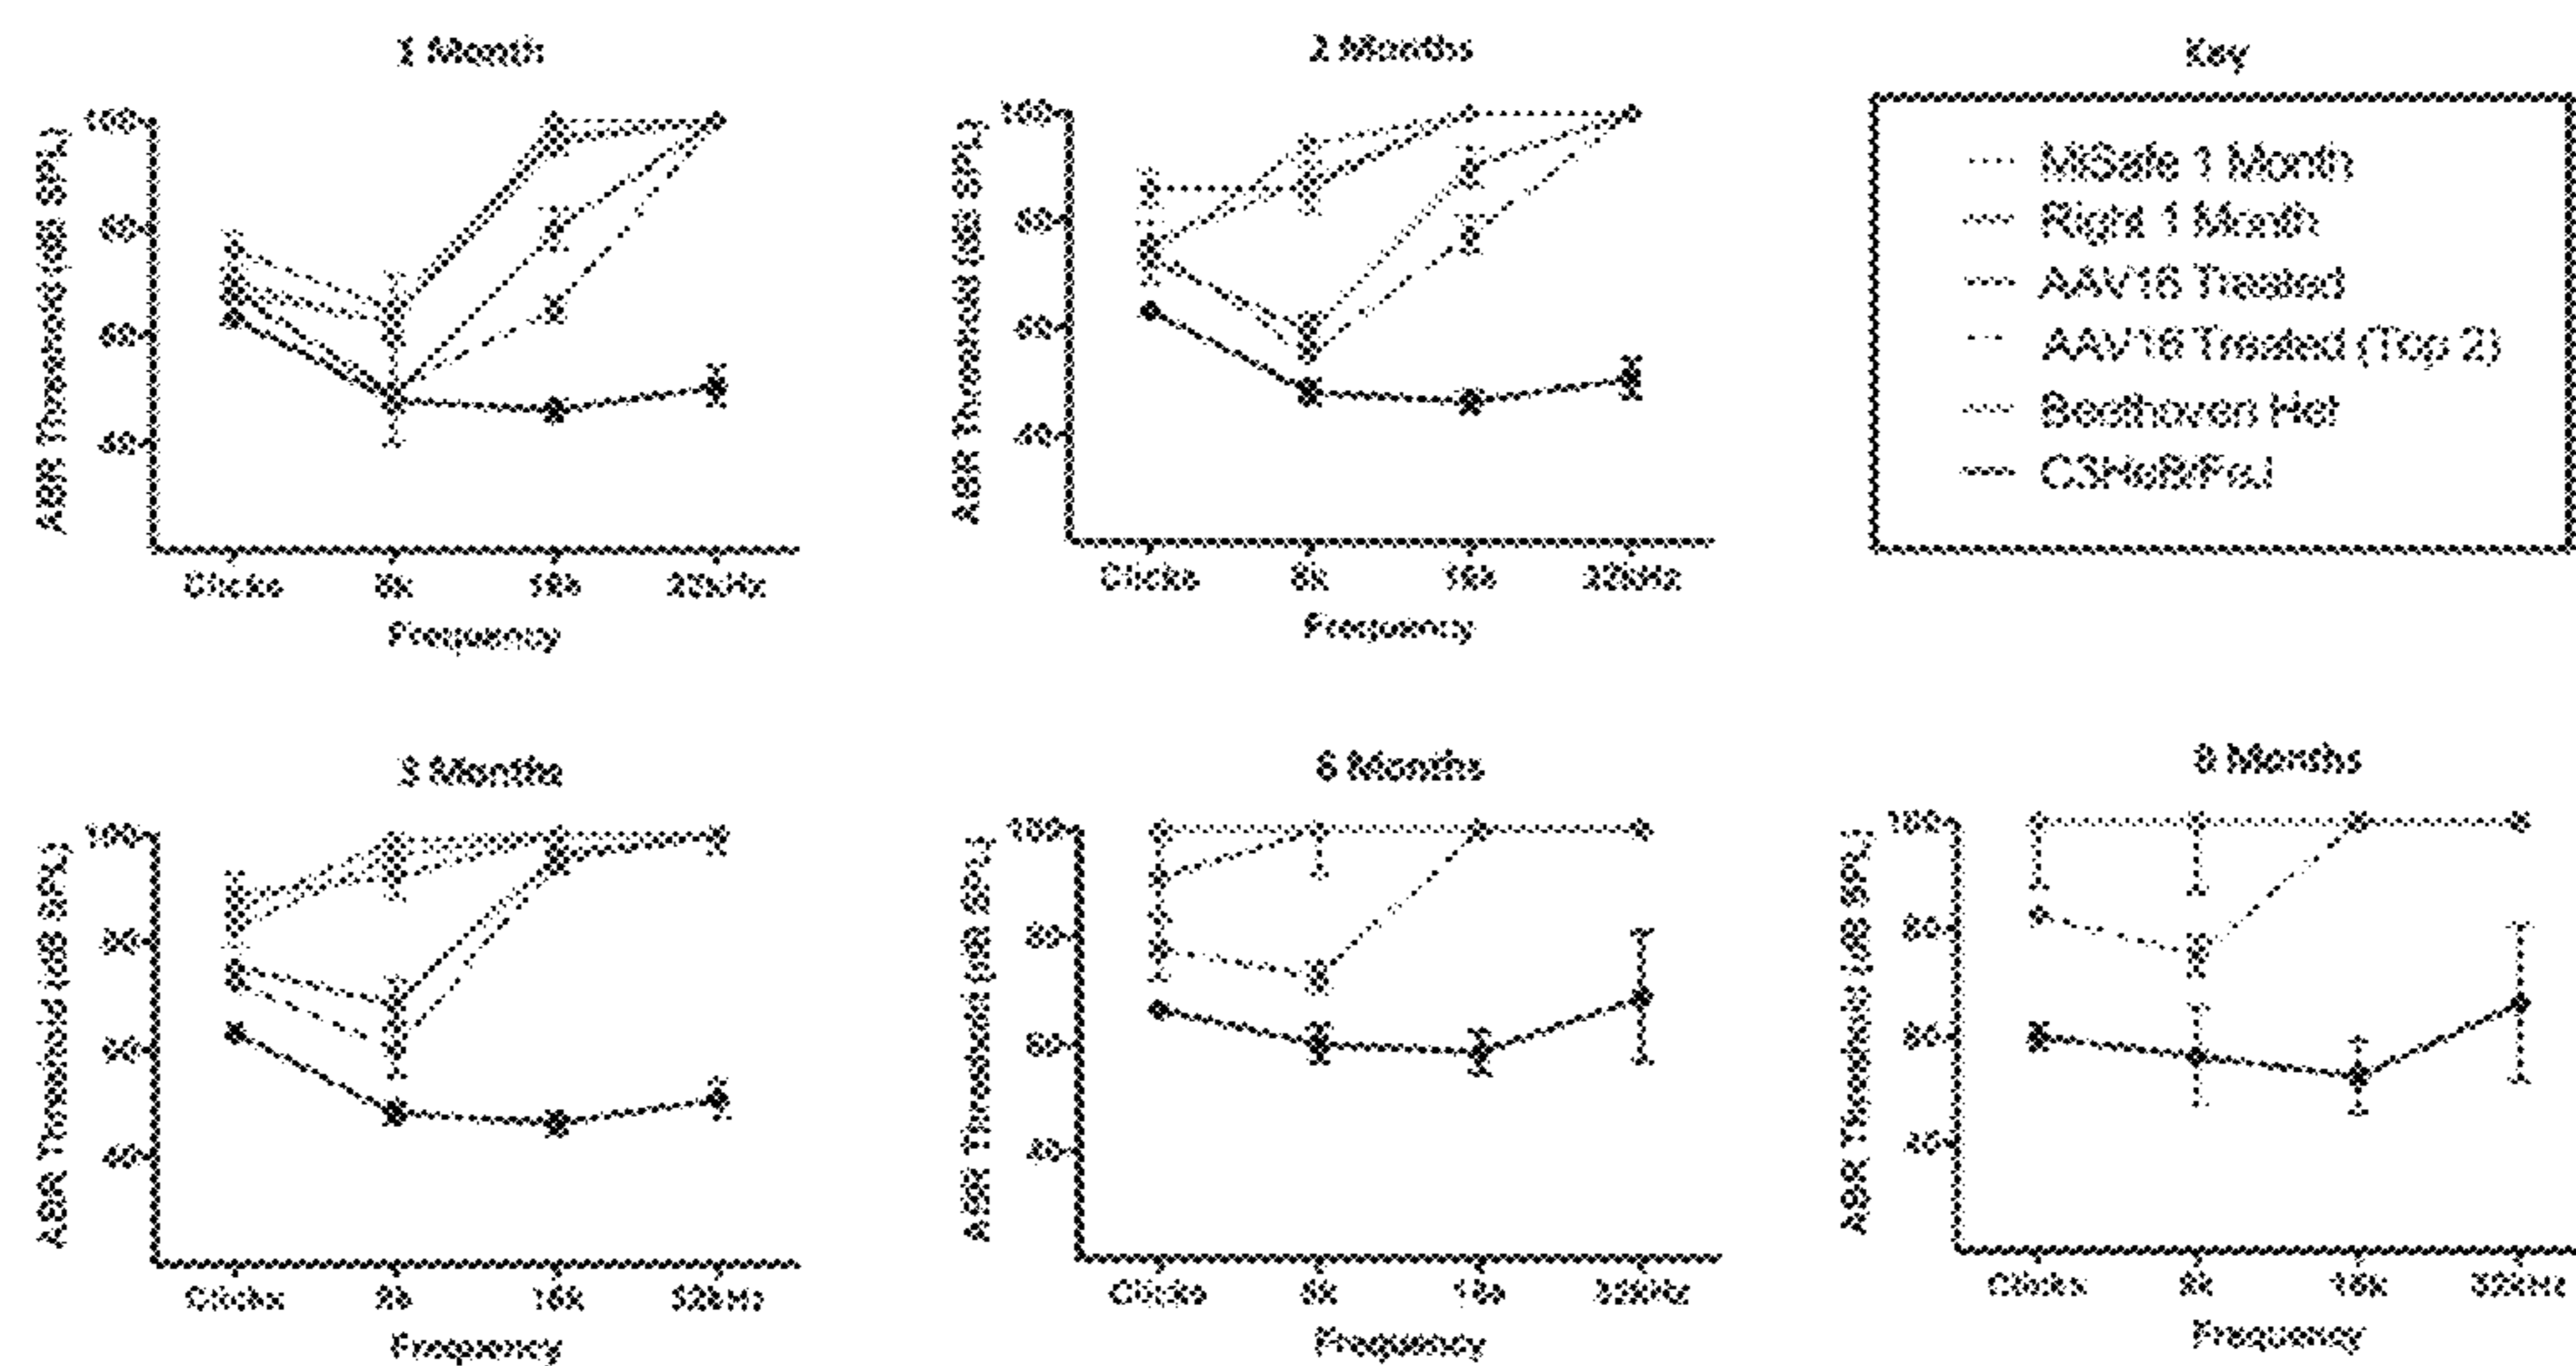 1 Month
2 Months
Key
ABR Threshold (dB SPL)
100
80
60
40
Clicks
8k
16k
32kHz
Frequency
ABR Threshold (dB SPL)
100
80
60
40
Clicks
8k
16k
32kHz
Frequency
MiSafe 1 Month
Right 1 Month
AAV16 Treated
AAV16 Treated (Top 2)
Beethoven Het
3 Months
6 Months
ABR Threshold (dB SPL)
100
80
60
40
Clicks
8k
16k
32kHz
Frequency
ABR Threshold (dB SPL)
100
80
60
40
Clicks
8k
16k
32kHz
Frequency
Months
ABR Threshold (dB SPL)
100
80
60
40
Clicks
8k
16k
32kHz
Frequency